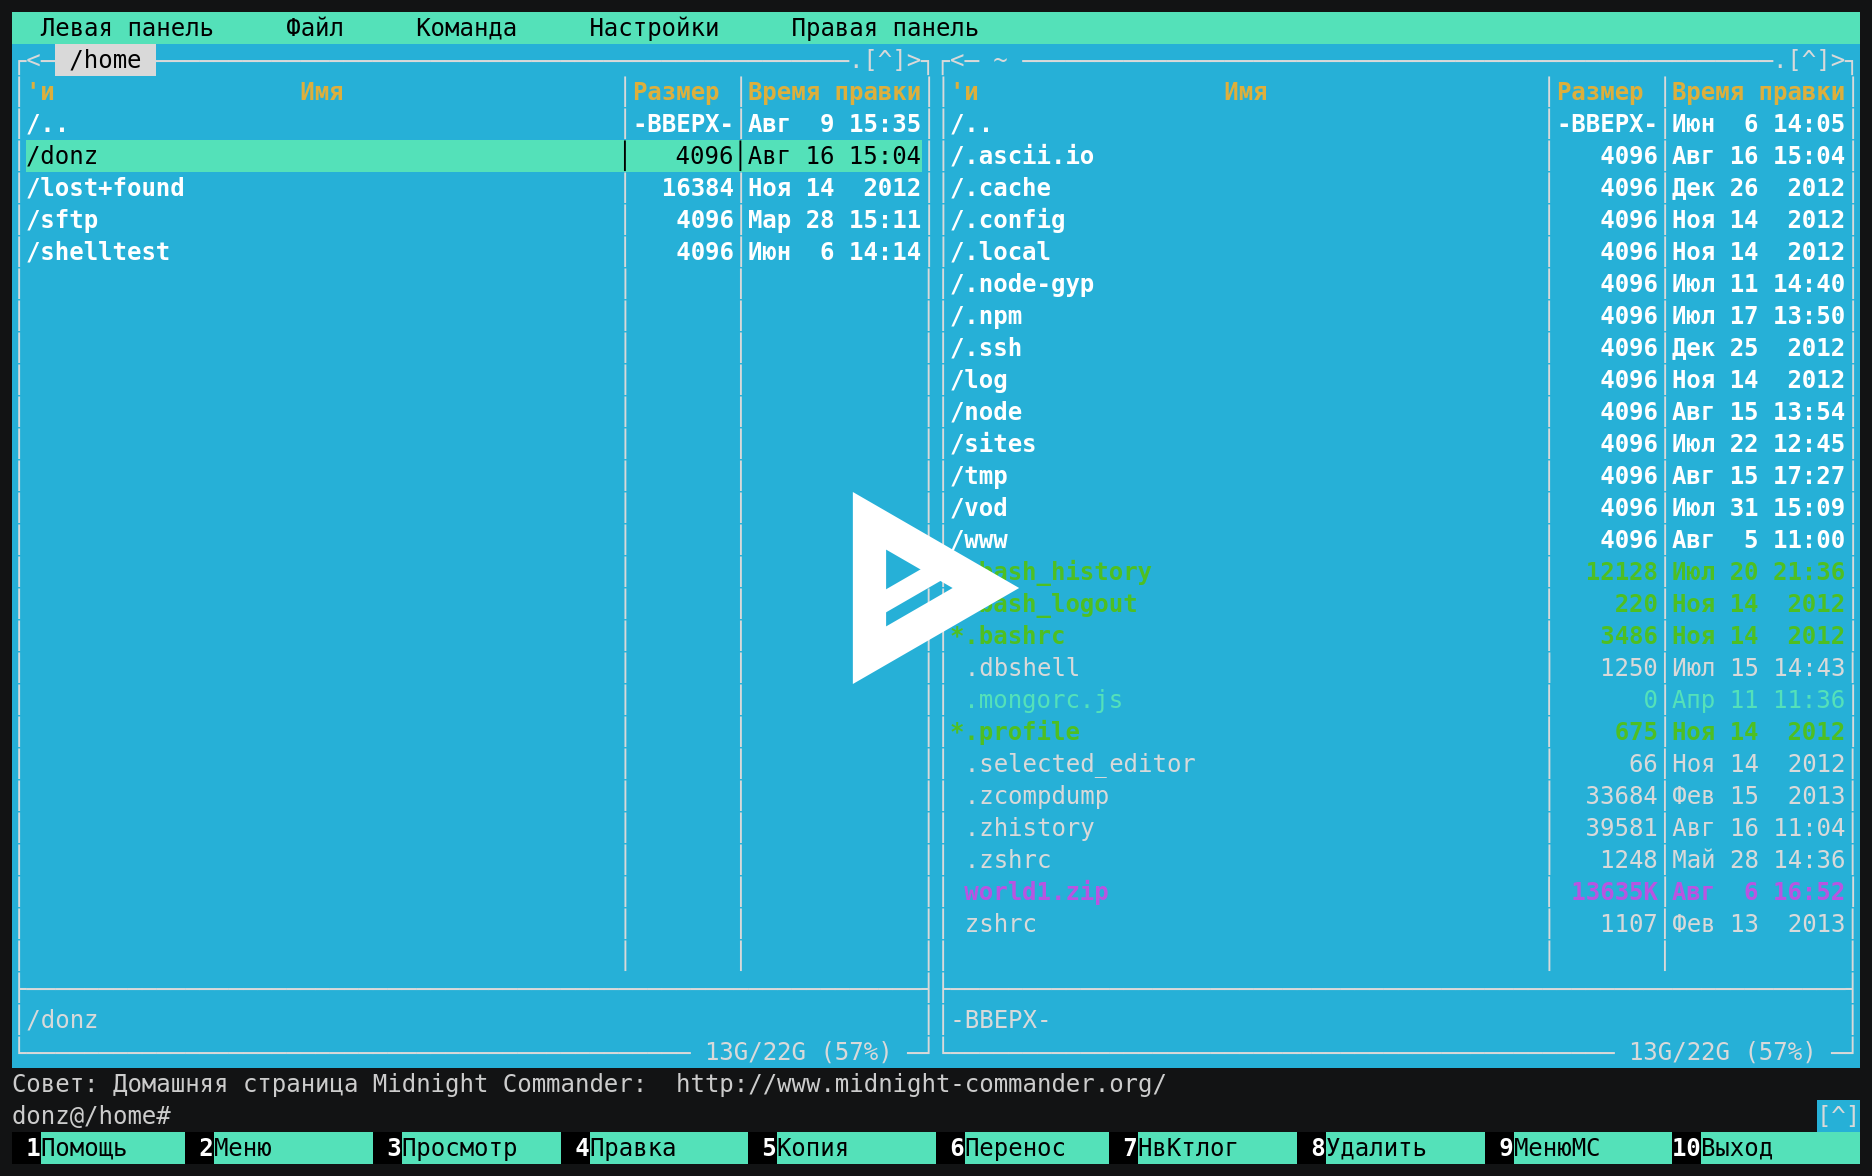 Левая панель Файл Команда Настройки Правая панель
<─ /home .[^]> <─ ~ .[^]>
'и Имя Размер Время правки 'и Имя Размер Время правки
/.. -ВВЕРХ- Авг 9 15:35 /.. -ВВЕРХ- Июн 6 14:05
/donz 4096 Авг 16 15:04 /.ascii.io 4096 Авг 16 15:04
/lost+found 16384 Ноя 14 2012 /.cache 4096 Дек 26 2012
/sftp 4096 Мар 28 15:11 /.config 4096 Ноя 14 2012
/shelltest 4096 Июн 6 14:14 /.local 4096 Ноя 14 2012
/.node-gyp 4096 Июл 11 14:40
/.npm 4096 Июл 17 13:50
/.ssh 4096 Дек 25 2012
/log 4096 Ноя 14 2012
/node 4096 Авг 15 13:54
/sites 4096 Июл 22 12:45
/tmp 4096 Авг 15 17:27
/vod 4096 Июл 31 15:09
/www 4096 Авг 5 11:00
bash_history 12128 Июл 20 21:36
bash_logout 220 Ноя 14 2012
*.bashrc 3486 Ноя 14 2012
.dbshell 1250 Июл 15 14:43
.mongorc.js 0 Апр 11 11:36
*.profile 675 Ноя 14 2012
.selected_editor 66 Ноя 14 2012
.zcompdump 33684 Фев 15 2013
.zhistory 39581 Авг 16 11:04
.zshrc 1248 Май 28 14:36
world1.zip 13635K Авг 6 16:52
zshrc 1107 Фев 13 2013
/donz -ВВЕРХ-
13G/22G (57%) 13G/22G (57%)
Совет: Домашняя страница Midnight Commander: http://www.midnight-commander.org/
donz@/home# [^]
1Помощь 2Меню 3Просмотр 4Правка 5Копия 6Перенос 7НвКтлог 8Удалить 9МенюМС 10Выход